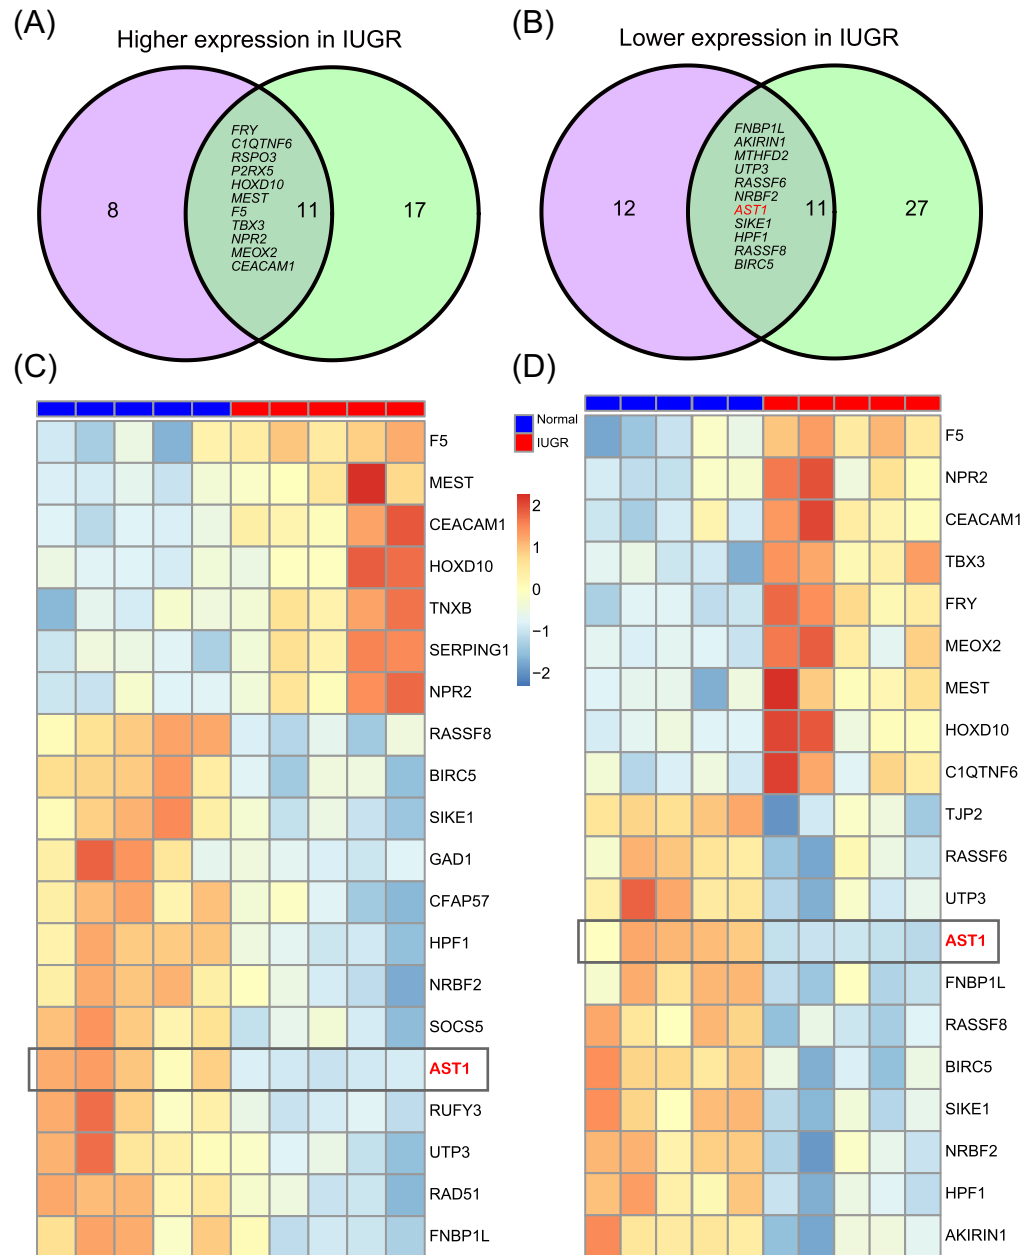 (A)
Higher expression in IUGR
8
FRY
C1QTNF6
RSPO3
P2RX5
HOXD10
MEST
F5
TBX3
NPR2
MEOX2
CEACAM1
11
17
(B)
Lower expression in IUGR
12
FNBP1L
AKIRIN1
MTHFD2
UTP3
RASSF6
NRBF2
AST1
SIKE1
HPF1
RASSF8
BIRC5
11
27
(C)
F5
MEST
CEACAM1
HOXD10
TNXB
SERPING1
NPR2
RASSF8
BIRC5
SIKE1
GAD1
CFAP57
HPF1
NRBF2
SOCS5
AST1
RUFY3
UTP3
RAD51
FNBP1L
(D)
Normal
IUGR
2
1
0
−1
−2
F5
NPR2
CEACAM1
TBX3
FRY
MEOX2
MEST
HOXD10
C1QTNF6
TJP2
RASSF6
UTP3
AST1
FNBP1L
RASSF8
BIRC5
SIKE1
NRBF2
HPF1
AKIRIN1